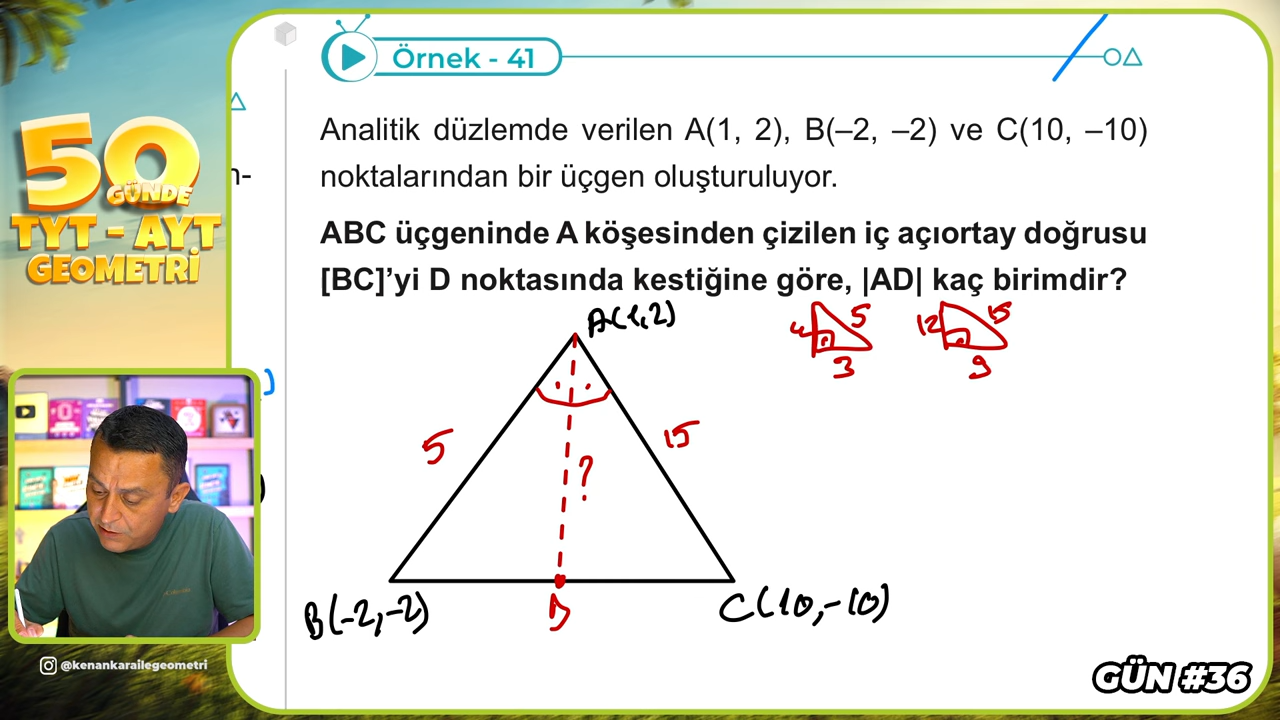 Örnek - 41
Analitik düzlemde verilen A(1, 2), B(–2, –2) ve C(10, –10)
noktalarından bir üçgen oluşturuluyor.
ABC üçgeninde A köşesinden çizilen iç açıortay doğrusu
[BC]'yi D noktasında kestiğine göre, |AD| kaç birimdir?
50
GÜNDE
TYT - AYT
GEOMETRİ
n-
A(1,2)
4 5
3
12 15
9
5
15
?
B(-2,-2)
D
C(10,-10)
@kenankarailegeometri
GÜN #36